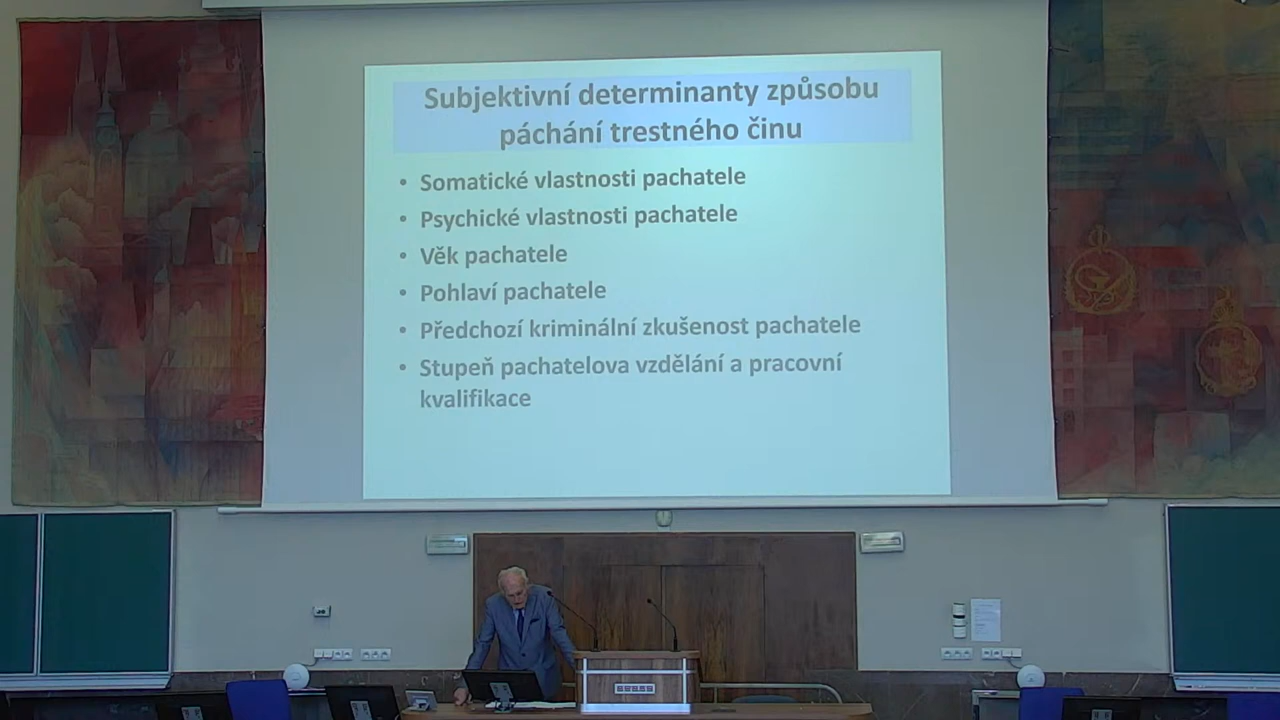 Subjektivní determinanty způsobu
páchání trestného činu
• Somatické vlastnosti pachatele
• Psychické vlastnosti pachatele
• Věk pachatele
• Pohlaví pachatele
• Předchozí kriminální zkušenost pachatele
• Stupeň pachatelova vzdělání a pracovní
kvalifikace